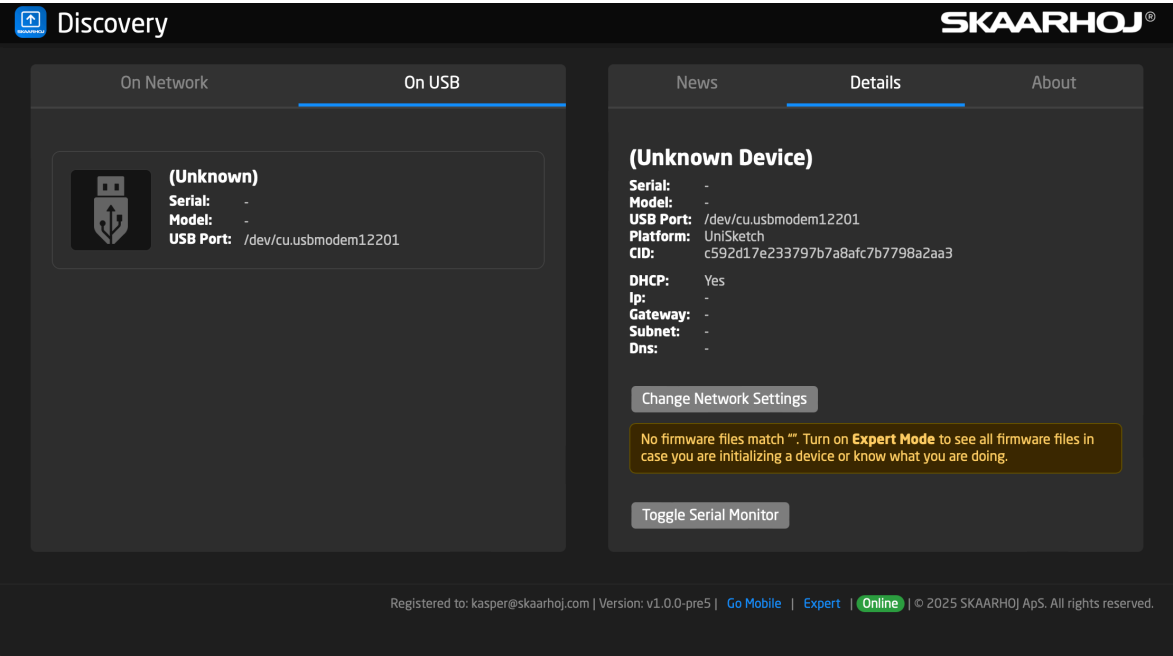 SKAARHOJ
Discovery
SKAARHOJ®
On Network
On USB
(Unknown)
Serial: -
Model: -
USB Port: /dev/cu.usbmodem12201
News
Details
About
(Unknown Device)
Serial: -
Model: -
USB Port: /dev/cu.usbmodem12201
Platform: UniSketch
CID: c592d17e233797b7a8afc7b7798a2aa3
DHCP: Yes
Ip: -
Gateway: -
Subnet: -
Dns: -
Change Network Settings
No firmware files match “”. Turn on Expert Mode to see all firmware files in
case you are initializing a device or know what you are doing.
Toggle Serial Monitor
Registered to: kasper@skaarhoj.com | Version: v1.0.0-pre5 | Go Mobile | Expert | Online | © 2025 SKAARHOJ ApS. All rights reserved.